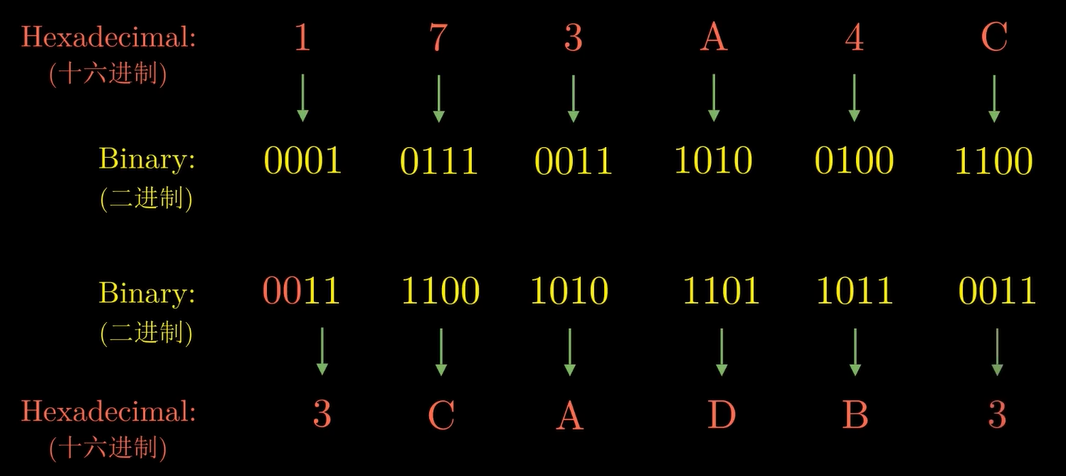 Hexadecimal: 1 7 3 A 4 C
(十六进制)
Binary: 0001 0111 0011 1010 0100 1100
(二进制)
Binary: 0011 1100 1010 1101 1011 0011
(二进制)
Hexadecimal: 3 C A D B 3
(十六进制)